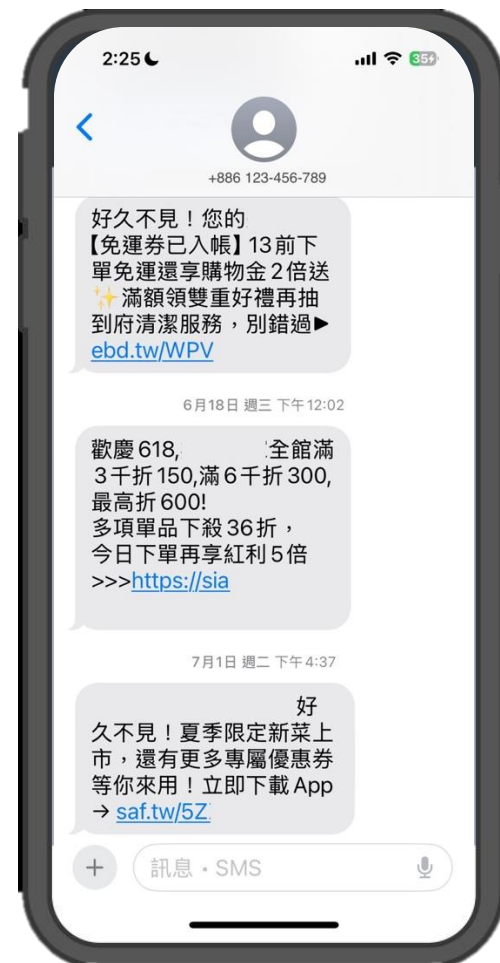 2:25
35
+886 123-456-789
好久不見！您的
【免運券已入帳】13前下
單免運還享購物金2倍送
✨滿額領雙重好禮再抽
到府清潔服務，別錯過▶
ebd.tw/WPV
6月18日 週三 下午12:02
歡慶618, 全館滿
3千折150,滿6千折300,
最高折600!
多項單品下殺36折，
今日下單再享紅利5倍
>>>https://sia
7月1日 週二 下午4:37
好
久不見！夏季限定新菜上
市，還有更多專屬優惠券
等你來用！立即下載App
→ saf.tw/5Z
訊息・SMS